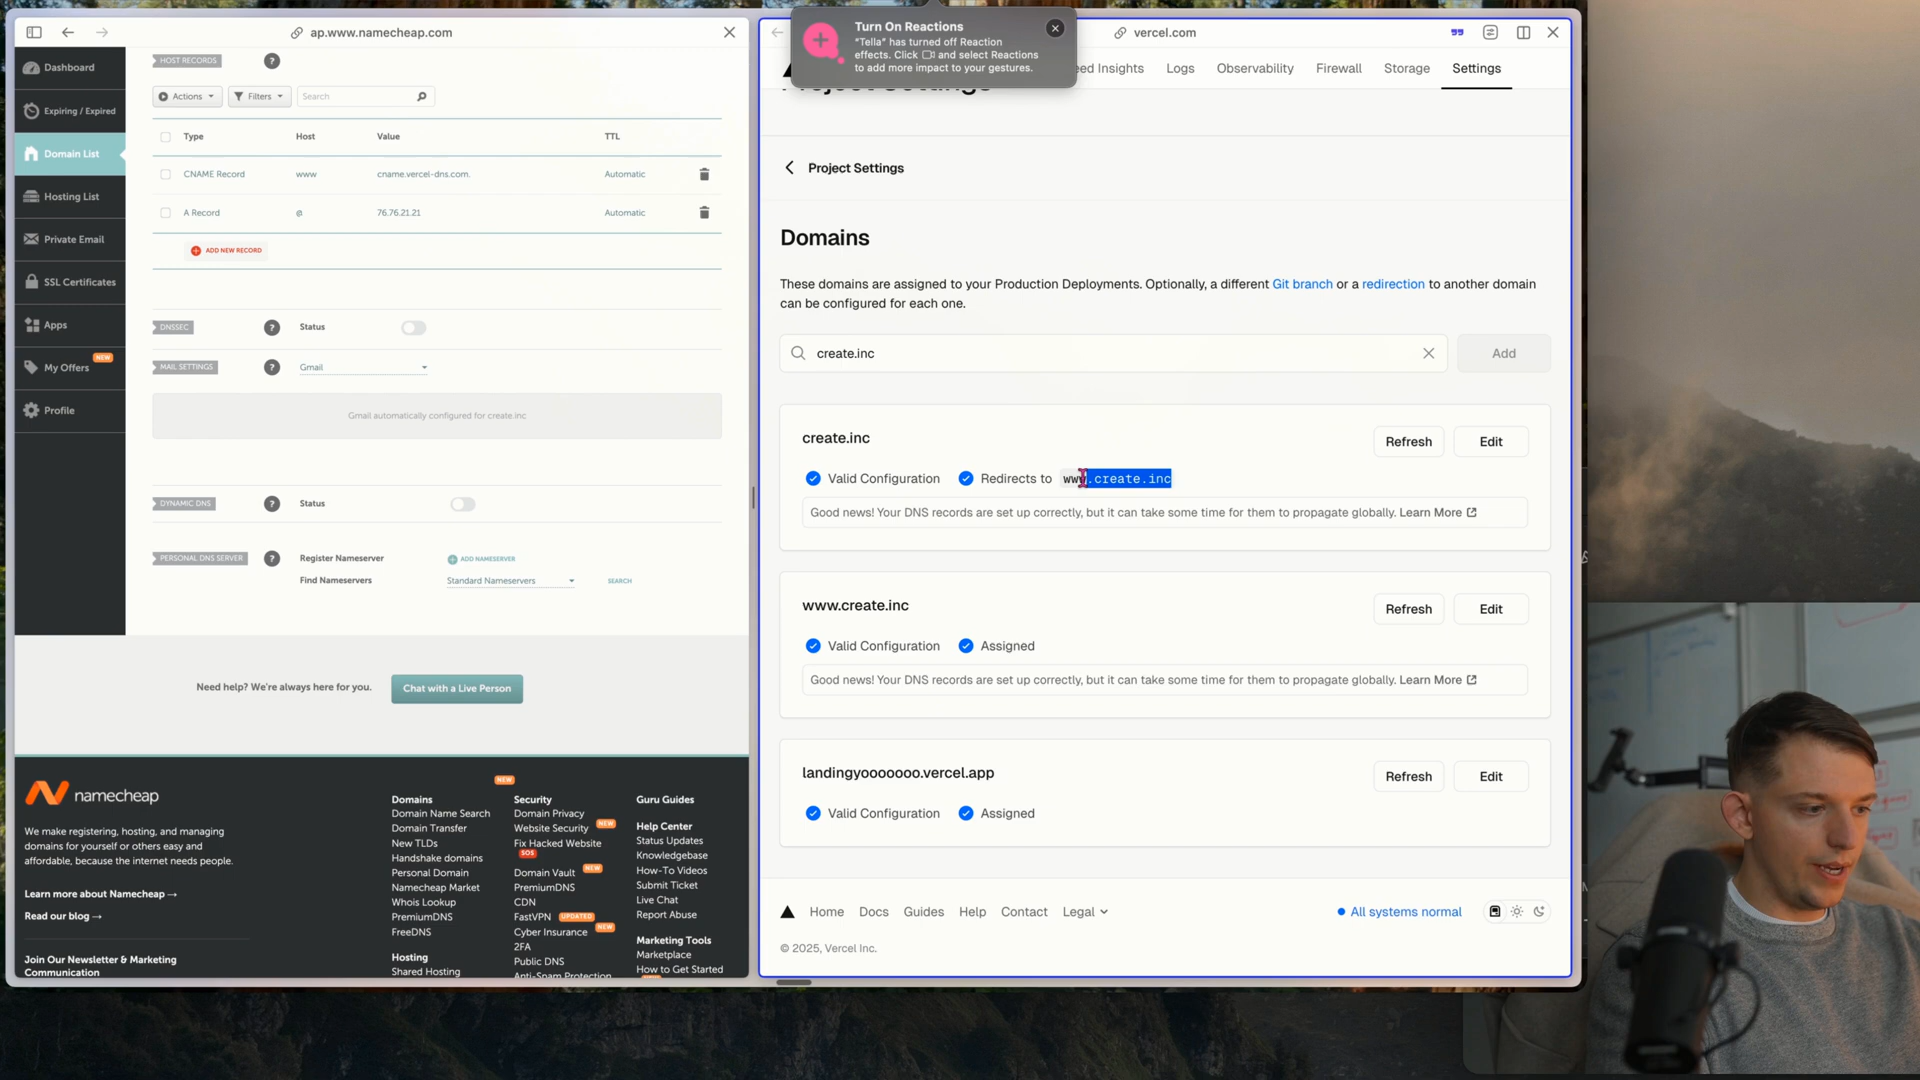 ap.www.namecheap.com
Dashboard
Expiring / Expired
Domain List
Hosting List
Private Email
SSL Certificates
Apps
NEW
My Offers
Profile
HOST RECORDS
?
Actions
Filters
Search
Type Host Value TTL
CNAME Record www cname.vercel-dns.com. Automatic
A Record @ 76.76.21.21 Automatic
ADD NEW RECORD
DNSSEC ? Status
MAIL SETTINGS ? Gmail
Gmail automatically configured for create.inc
DYNAMIC DNS ? Status
PERSONAL DNS SERVER ? Register Nameserver ADD NAMESERVER
Find Nameservers Standard Nameservers SEARCH
Need help? We're always here for you. Chat with a Live Person
namecheap
We make registering, hosting, and managing
domains for yourself or others easy and
affordable, because the internet needs people.
Learn more about Namecheap →
Read our blog →
Join Our Newsletter & Marketing
Communication
NEW
Domains
Domain Name Search
Domain Transfer
New TLDs
Handshake domains
Personal Domain
Namecheap Market
Whois Lookup
PremiumDNS
FreeDNS
Hosting
Shared Hosting
Security
Domain Privacy
Website Security NEW
Fix Hacked Website
SOS
Domain Vault NEW
PremiumDNS
CDN
FastVPN UPDATED
Cyber Insurance NEW
2FA
Public DNS
Anti-Spam Protection
Guru Guides
Help Center
Status Updates
Knowledgebase
How-To Videos
Submit Ticket
Live Chat
Report Abuse
Marketing Tools
Marketplace
How to Get Started
Turn On Reactions
"Tella" has turned off Reaction
effects. Click and select Reactions
to add more impact to your gestures.
vercel.com
eed Insights Logs Observability Firewall Storage Settings
Project Settings
Project Settings
Domains
These domains are assigned to your Production Deployments. Optionally, a different Git branch or a redirection to another domain
can be configured for each one.
create.inc Add
create.inc Refresh Edit
Valid Configuration Redirects to www.create.inc
Good news! Your DNS records are set up correctly, but it can take some time for them to propagate globally. Learn More
www.create.inc Refresh Edit
Valid Configuration Assigned
Good news! Your DNS records are set up correctly, but it can take some time for them to propagate globally. Learn More
landingyooooooo.vercel.app Refresh Edit
Valid Configuration Assigned
Home Docs Guides Help Contact Legal All systems normal
© 2025, Vercel Inc.